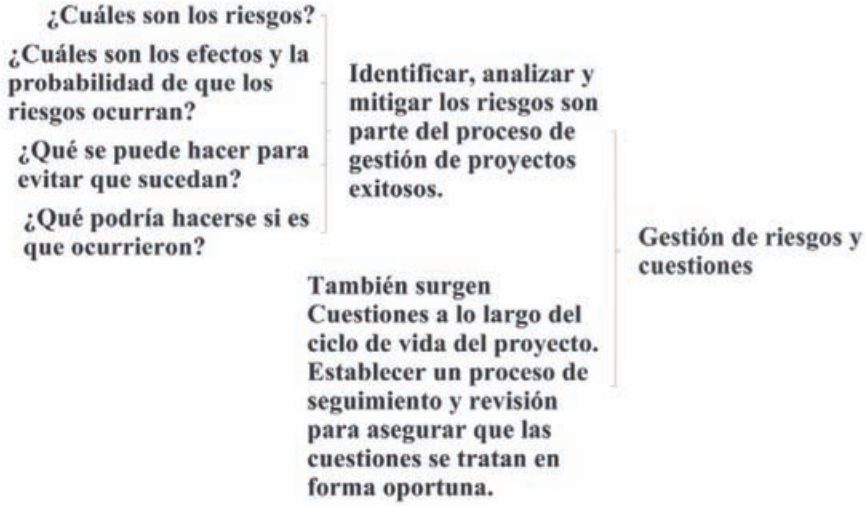 ¿Cuáles son los riesgos?
¿Cuáles son los efectos y la
probabilidad de que los
riesgos ocurran?
¿Qué se puede hacer para
evitar que sucedan?
¿Qué podría hacerse si es
que ocurrieron?
Identificar, analizar y
mitigar los riesgos son
parte del proceso de
gestión de proyectos
exitosos.
También surgen
Cuestiones a lo largo del
ciclo de vida del proyecto.
Establecer un proceso de
seguimiento y revisión
para asegurar que las
cuestiones se tratan en
forma oportuna.
Gestión de riesgos y
cuestiones